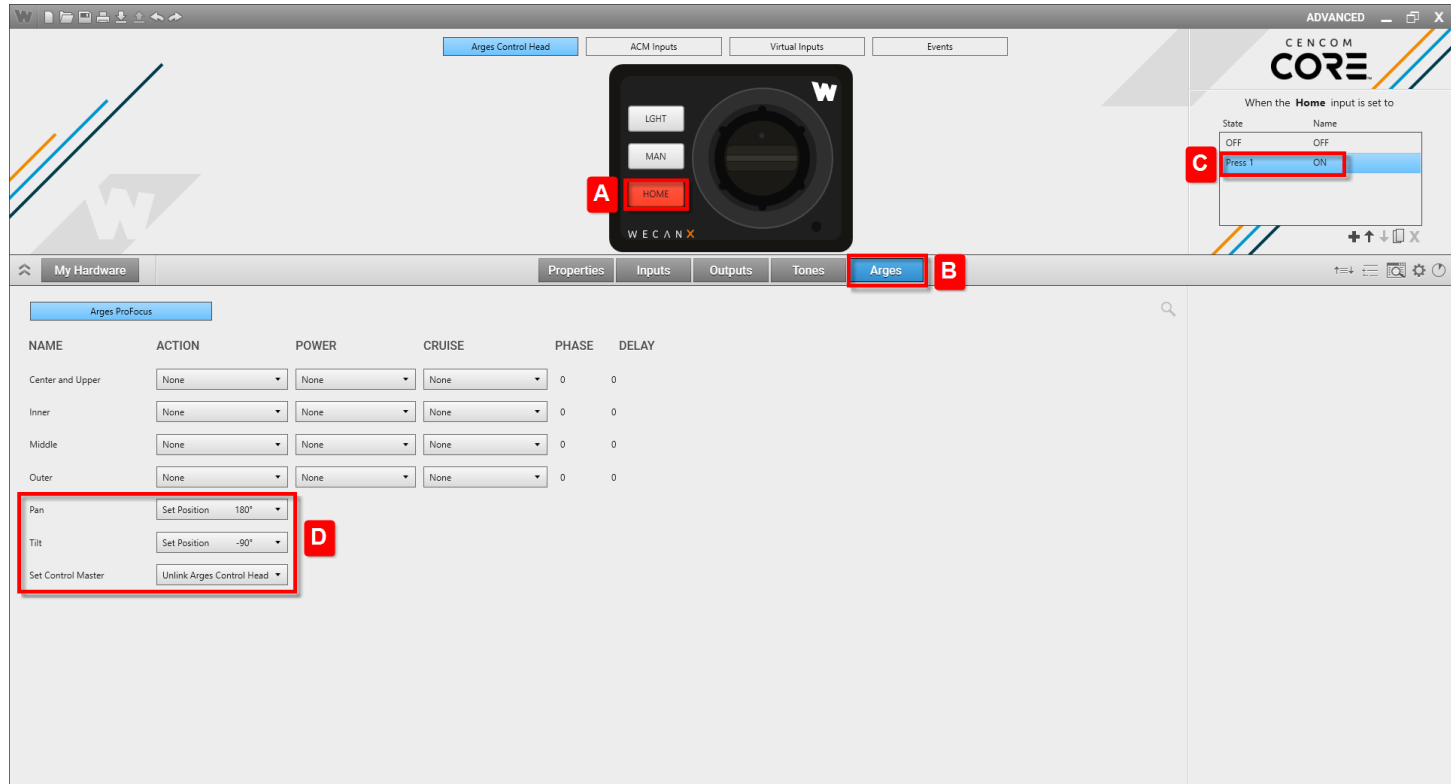 W ADVANCED X
Arges Control Head ACM Inputs Virtual Inputs Events
CENCOM
CORE™
When the Home input is set to
State Name
OFF OFF
C Press 1 ON
X
W
LGHT
MAN
A HOME
WECANX
W
My Hardware Properties Inputs Outputs Tones Arges B
Arges ProFocus
NAME ACTION POWER CRUISE PHASE DELAY
Center and Upper None None None 0 0
Inner None None None 0 0
Middle None None None 0 0
Outer None None None 0 0
Pan Set Position 180°
Tilt Set Position -90°
D
Set Control Master Unlink Arges Control Head